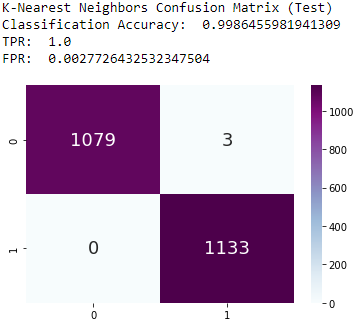 K-Nearest Neighbors Confusion Matrix (Test)
Classification Accuracy:  0.9986455981941309
TPR:  1.0
FPR:  0.0027726432532347504
0 1079 3
1 0 1133
0 1
1000
800
600
400
200
0